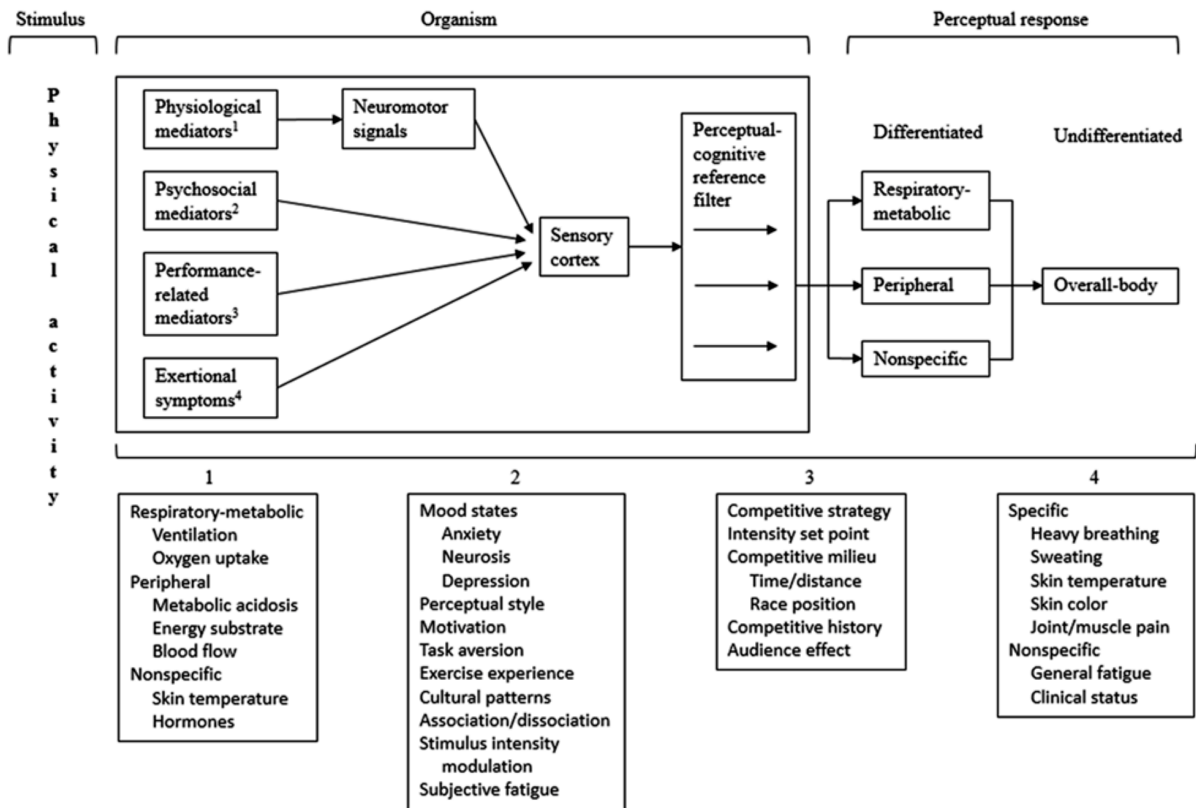 Stimulus
Organism
Perceptual response
Physical activity
Physiological
mediators1
Neuromotor
signals
Psychosocial
mediators2
Performance-
related
mediators3
Exertional
symptoms4
Sensory
cortex
Perceptual-
cognitive
reference
filter
Differentiated
Undifferentiated
Respiratory-
metabolic
Peripheral
Nonspecific
Overall-body
1
Respiratory-metabolic
Ventilation
Oxygen uptake
Peripheral
Metabolic acidosis
Energy substrate
Blood flow
Nonspecific
Skin temperature
Hormones
2
Mood states
Anxiety
Neurosis
Depression
Perceptual style
Motivation
Task aversion
Exercise experience
Cultural patterns
Association/dissociation
Stimulus intensity
modulation
Subjective fatigue
3
Competitive strategy
Intensity set point
Competitive milieu
Time/distance
Race position
Competitive history
Audience effect
4
Specific
Heavy breathing
Sweating
Skin temperature
Skin color
Joint/muscle pain
Nonspecific
General fatigue
Clinical status